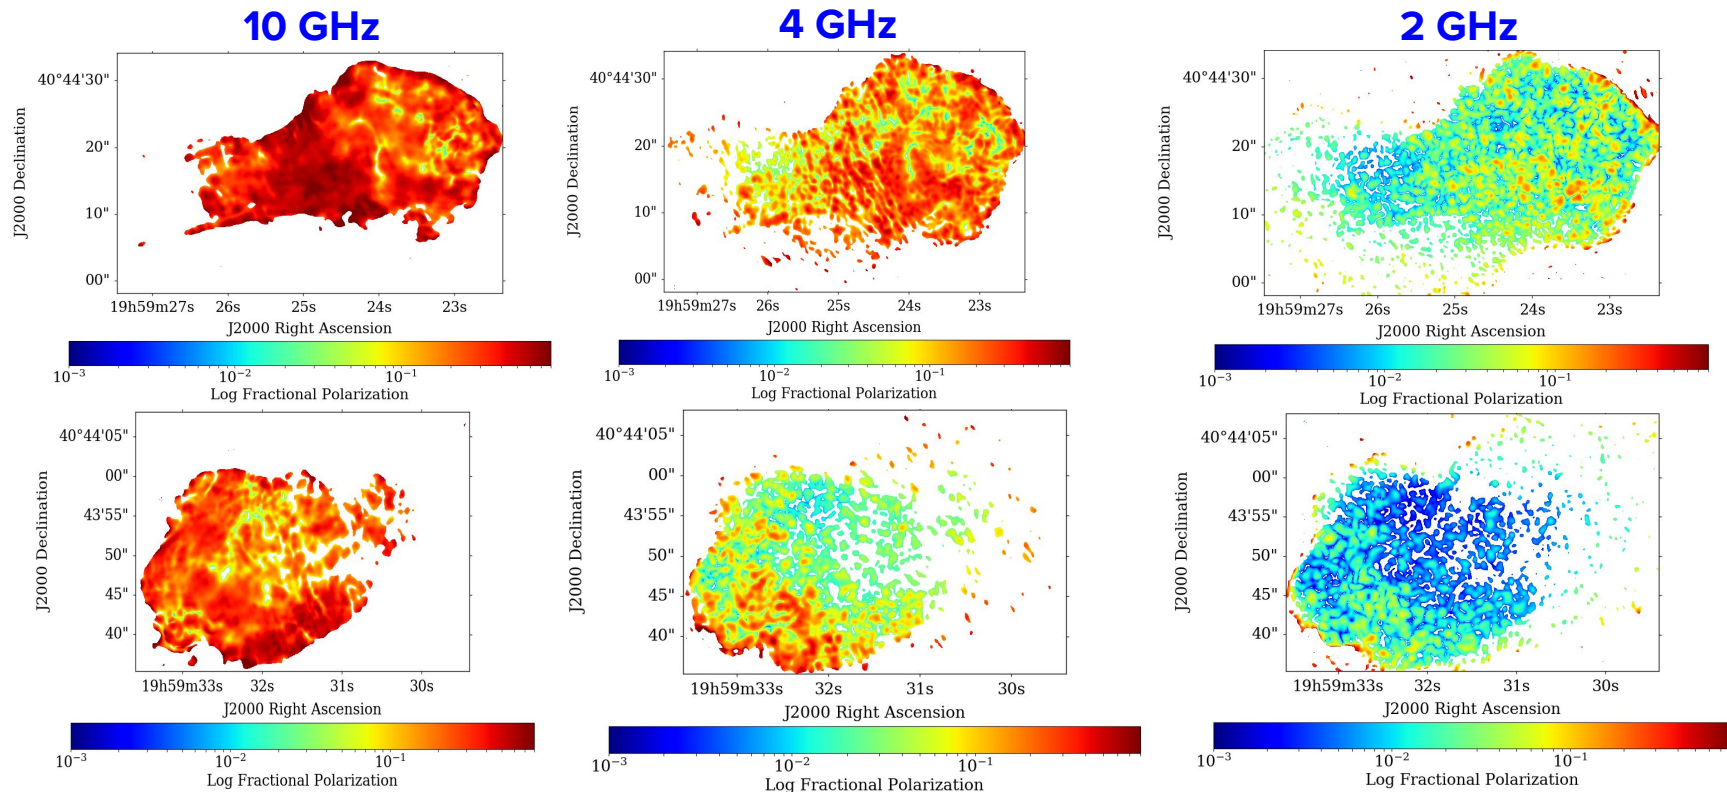 10 GHz
4 GHz
2 GHz
J2000 Declination
40°44'30"
20"
10"
00"
19h59m27s 26s 25s 24s 23s
J2000 Right Ascension
10⁻³ 10⁻² 10⁻¹
Log Fractional Polarization
J2000 Declination
40°44'30"
20"
10"
00"
19h59m27s 26s 25s 24s 23s
J2000 Right Ascension
10⁻³ 10⁻² 10⁻¹
Log Fractional Polarization
J2000 Declination
40°44'30"
20"
10"
00"
19h59m27s 26s 25s 24s 23s
J2000 Right Ascension
10⁻³ 10⁻² 10⁻¹
Log Fractional Polarization
J2000 Declination
40°44'05"
00"
43'55"
50"
45"
40"
19h59m33s 32s 31s 30s
J2000 Right Ascension
10⁻³ 10⁻² 10⁻¹
Log Fractional Polarization
J2000 Declination
40°44'05"
00"
43'55"
50"
45"
40"
19h59m33s 32s 31s 30s
J2000 Right Ascension
10⁻³ 10⁻² 10⁻¹
Log Fractional Polarization
J2000 Declination
40°44'05"
00"
43'55"
50"
45"
40"
19h59m33s 32s 31s 30s
J2000 Right Ascension
10⁻³ 10⁻² 10⁻¹
Log Fractional Polarization